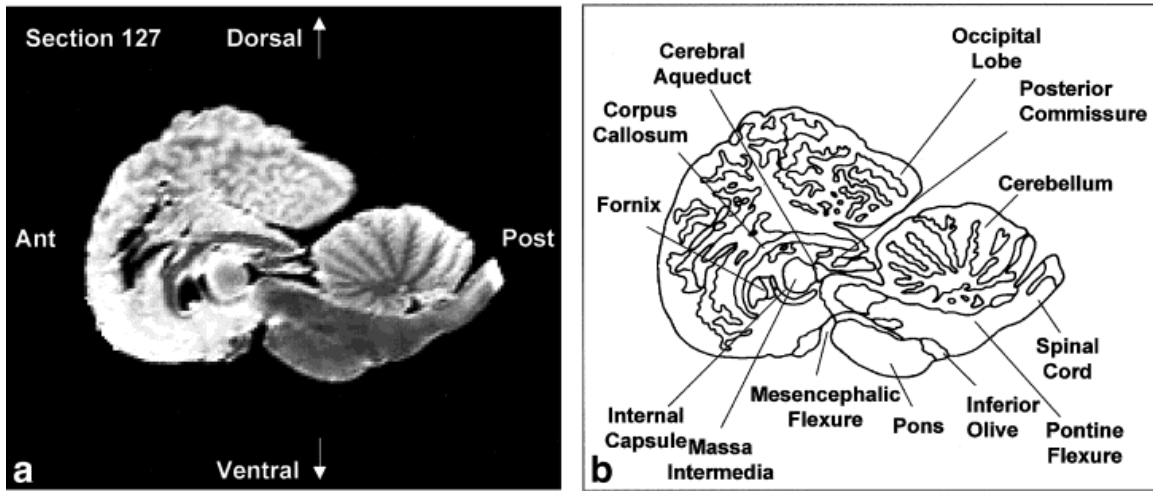 Section 127
Dorsal
Ant
Post
Ventral
a
Cerebral
Aqueduct
Occipital
Lobe
Posterior
Commissure
Corpus
Callosum
Cerebellum
Fornix
Spinal
Cord
Mesencephalic
Flexure
Internal
Capsule
Massa
Intermedia
Pons
Inferior
Olive
Pontine
Flexure
b